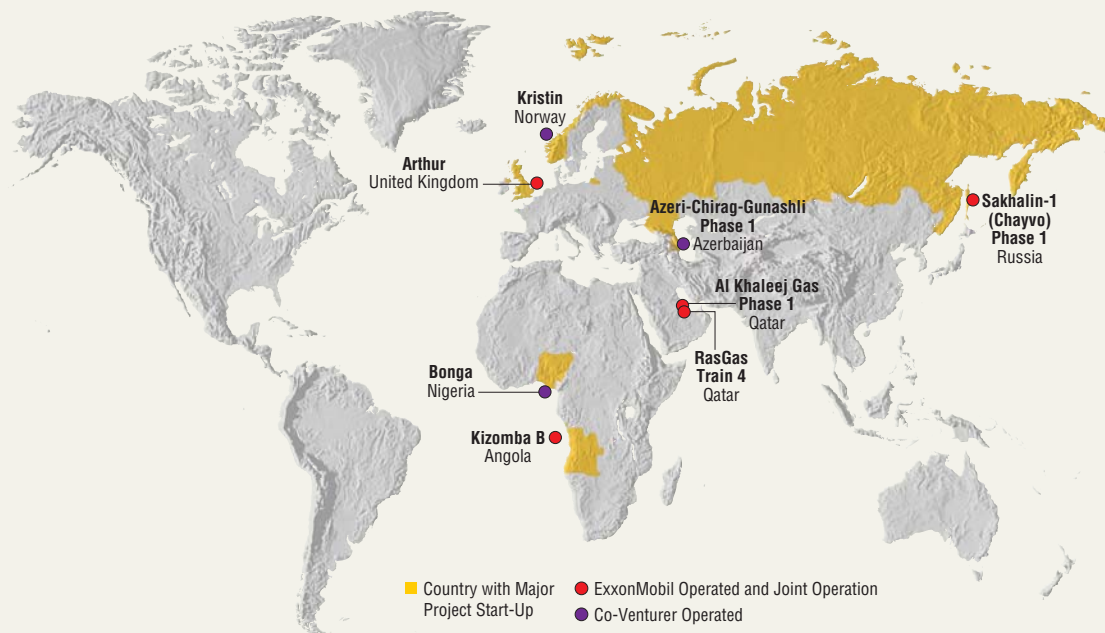 Kristin
Norway
Arthur
United Kingdom
Azeri-Chirag-Gunashli
Phase 1
Azerbaijan
Sakhalin-1
(Chayvo)
Phase 1
Russia
Al Khaleej Gas
Phase 1
Qatar
RasGas
Train 4
Qatar
Bonga
Nigeria
Kizomba B
Angola
Country with Major
Project Start-Up
ExxonMobil Operated and Joint Operation
Co-Venturer Operated